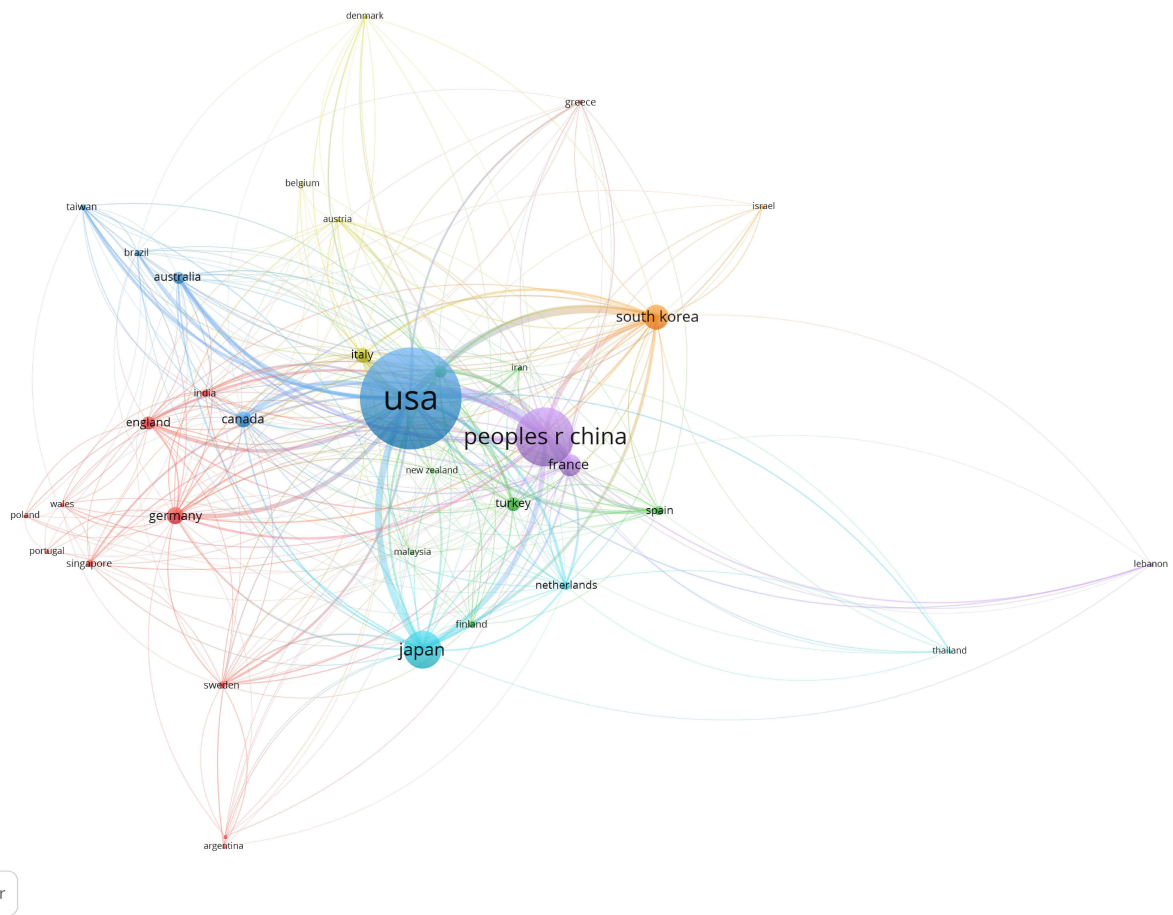 denmark
greece
belgium
taiwan
israel
austria
brazil
australia
south korea
italy
iran
india
usa
canada
england
peoples r china
france
new zealand
turkey
wales
spain
poland
germany
portugal
malaysia
singapore
lebanon
netherlands
finland
japan
thailand
sweden
argentina
r